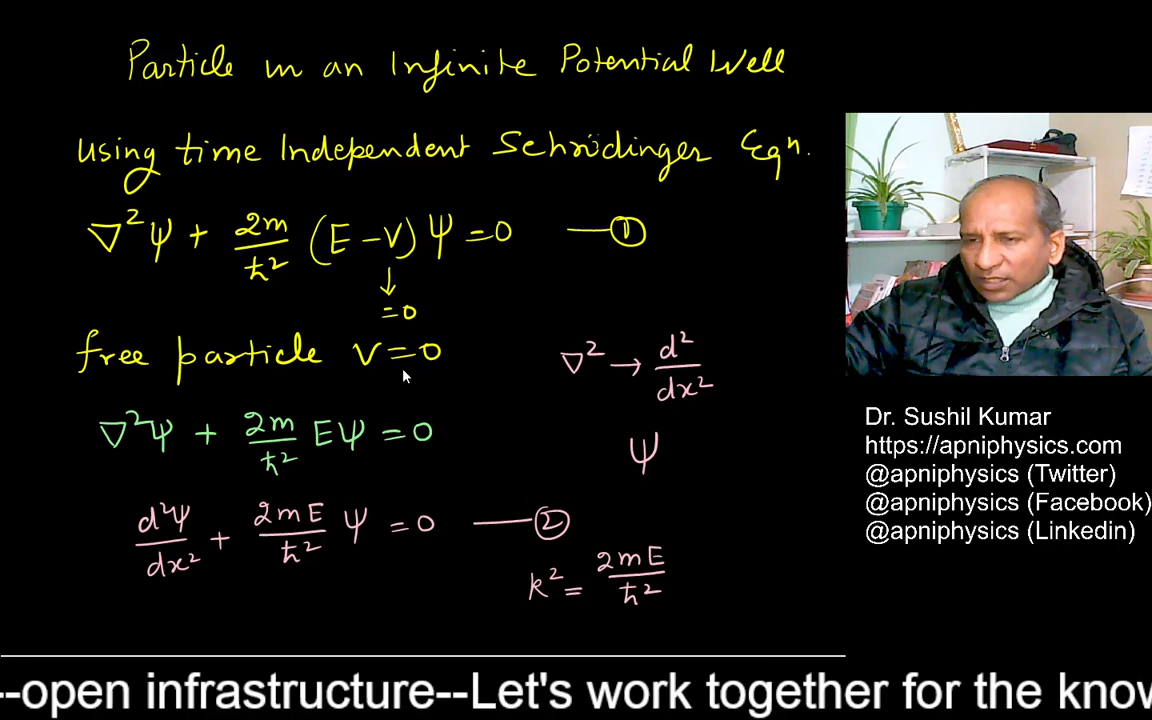 Particle in an Infinite Potential Well
using time Independent Schrödinger Eqn.
∇²Ψ + 2m/ħ² (E − V) Ψ = 0 —①
↓
= 0
free particle V = 0
∇² → d²/dx²
∇²Ψ + 2m/ħ² EΨ = 0
Ψ
d²Ψ/dx² + 2mE/ħ² Ψ = 0 —②
k² = 2mE/ħ²
Dr. Sushil Kumar
https://apniphysics.com
@apniphysics (Twitter)
@apniphysics (Facebook)
@apniphysics (Linkedin)
--open infrastructure--Let's work together for the know